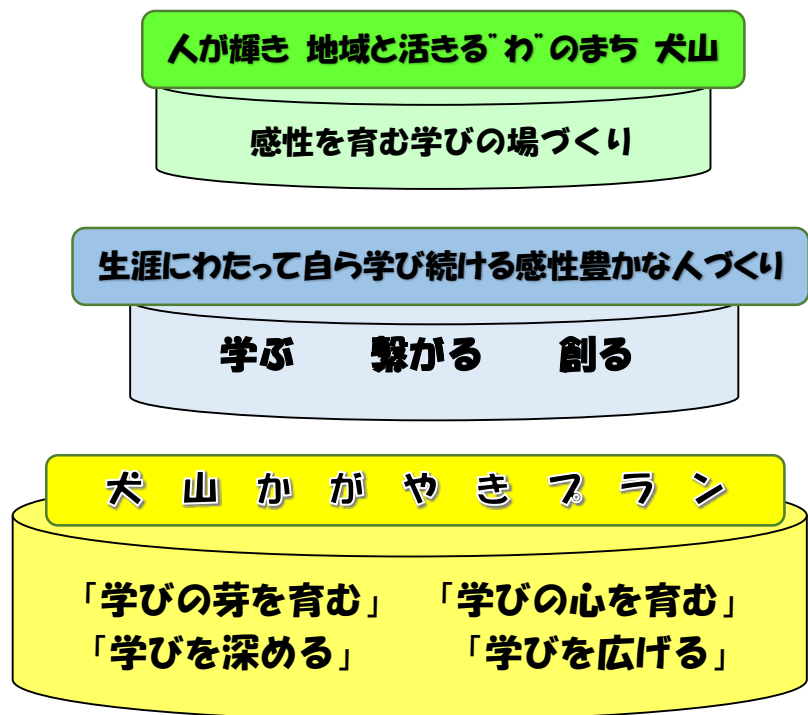 人が輝き 地域と活きる゛わ゛のまち 犬山
感性を育む学びの場づくり
生涯にわたって自ら学び続ける感性豊かな人づくり
学ぶ 繋がる 創る
犬山かがやきプラン
「学びの芽を育む」 「学びの心を育む」
「学びを深める」 「学びを広げる」